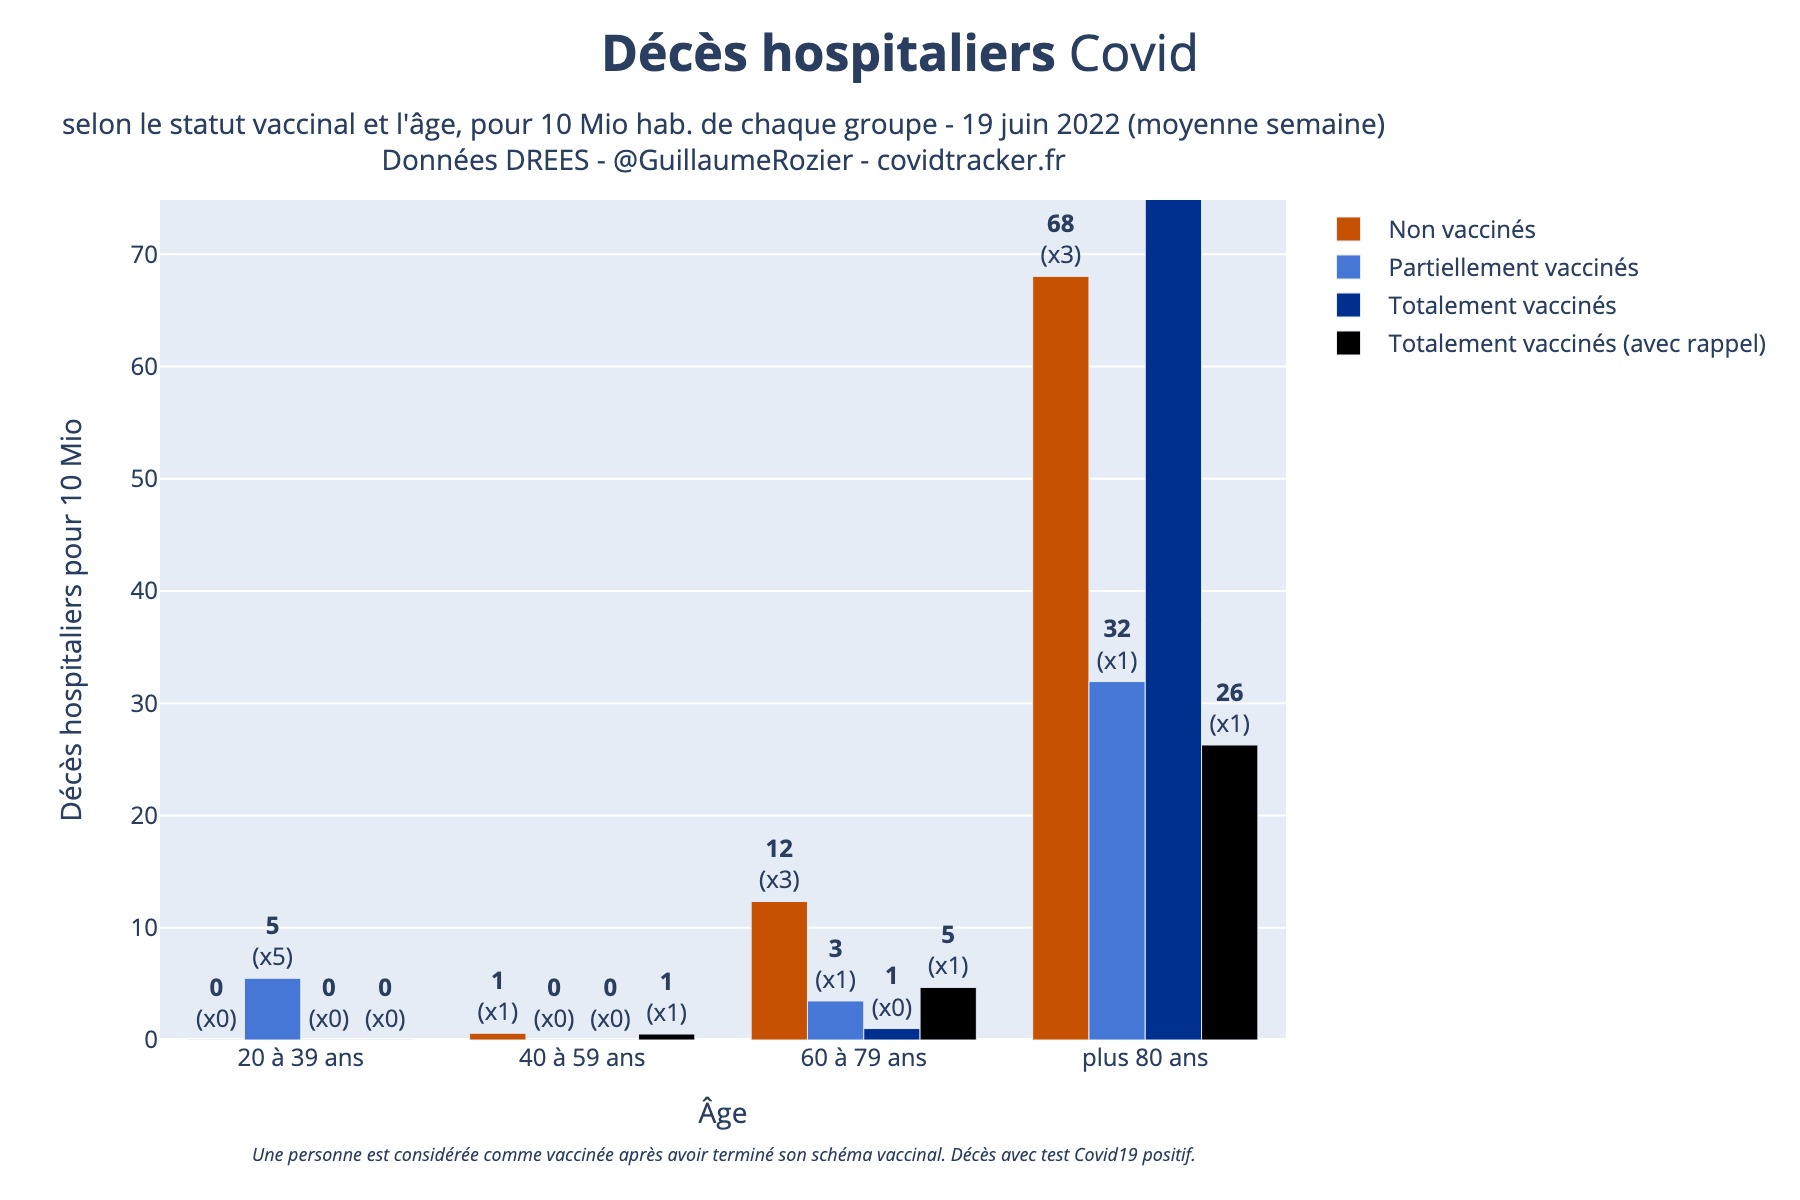 Décès hospitaliers Covid
selon le statut vaccinal et l'âge, pour 10 Mio hab. de chaque groupe - 19 juin 2022 (moyenne semaine)
Données DREES - @GuillaumeRozier - covidtracker.fr
Non vaccinés
Partiellement vaccinés
Totalement vaccinés
Totalement vaccinés (avec rappel)
Décès hospitaliers pour 10 Mio
70
60
50
40
30
20
10
0
0
(x0)
5
(x5)
0
(x0)
0
(x0)
1
(x1)
0
(x0)
0
(x0)
1
(x1)
12
(x3)
3
(x1)
1
(x0)
5
(x1)
68
(x3)
32
(x1)
26
(x1)
20 à 39 ans
40 à 59 ans
60 à 79 ans
plus 80 ans
Âge
Une personne est considérée comme vaccinée après avoir terminé son schéma vaccinal. Décès avec test Covid19 positif.